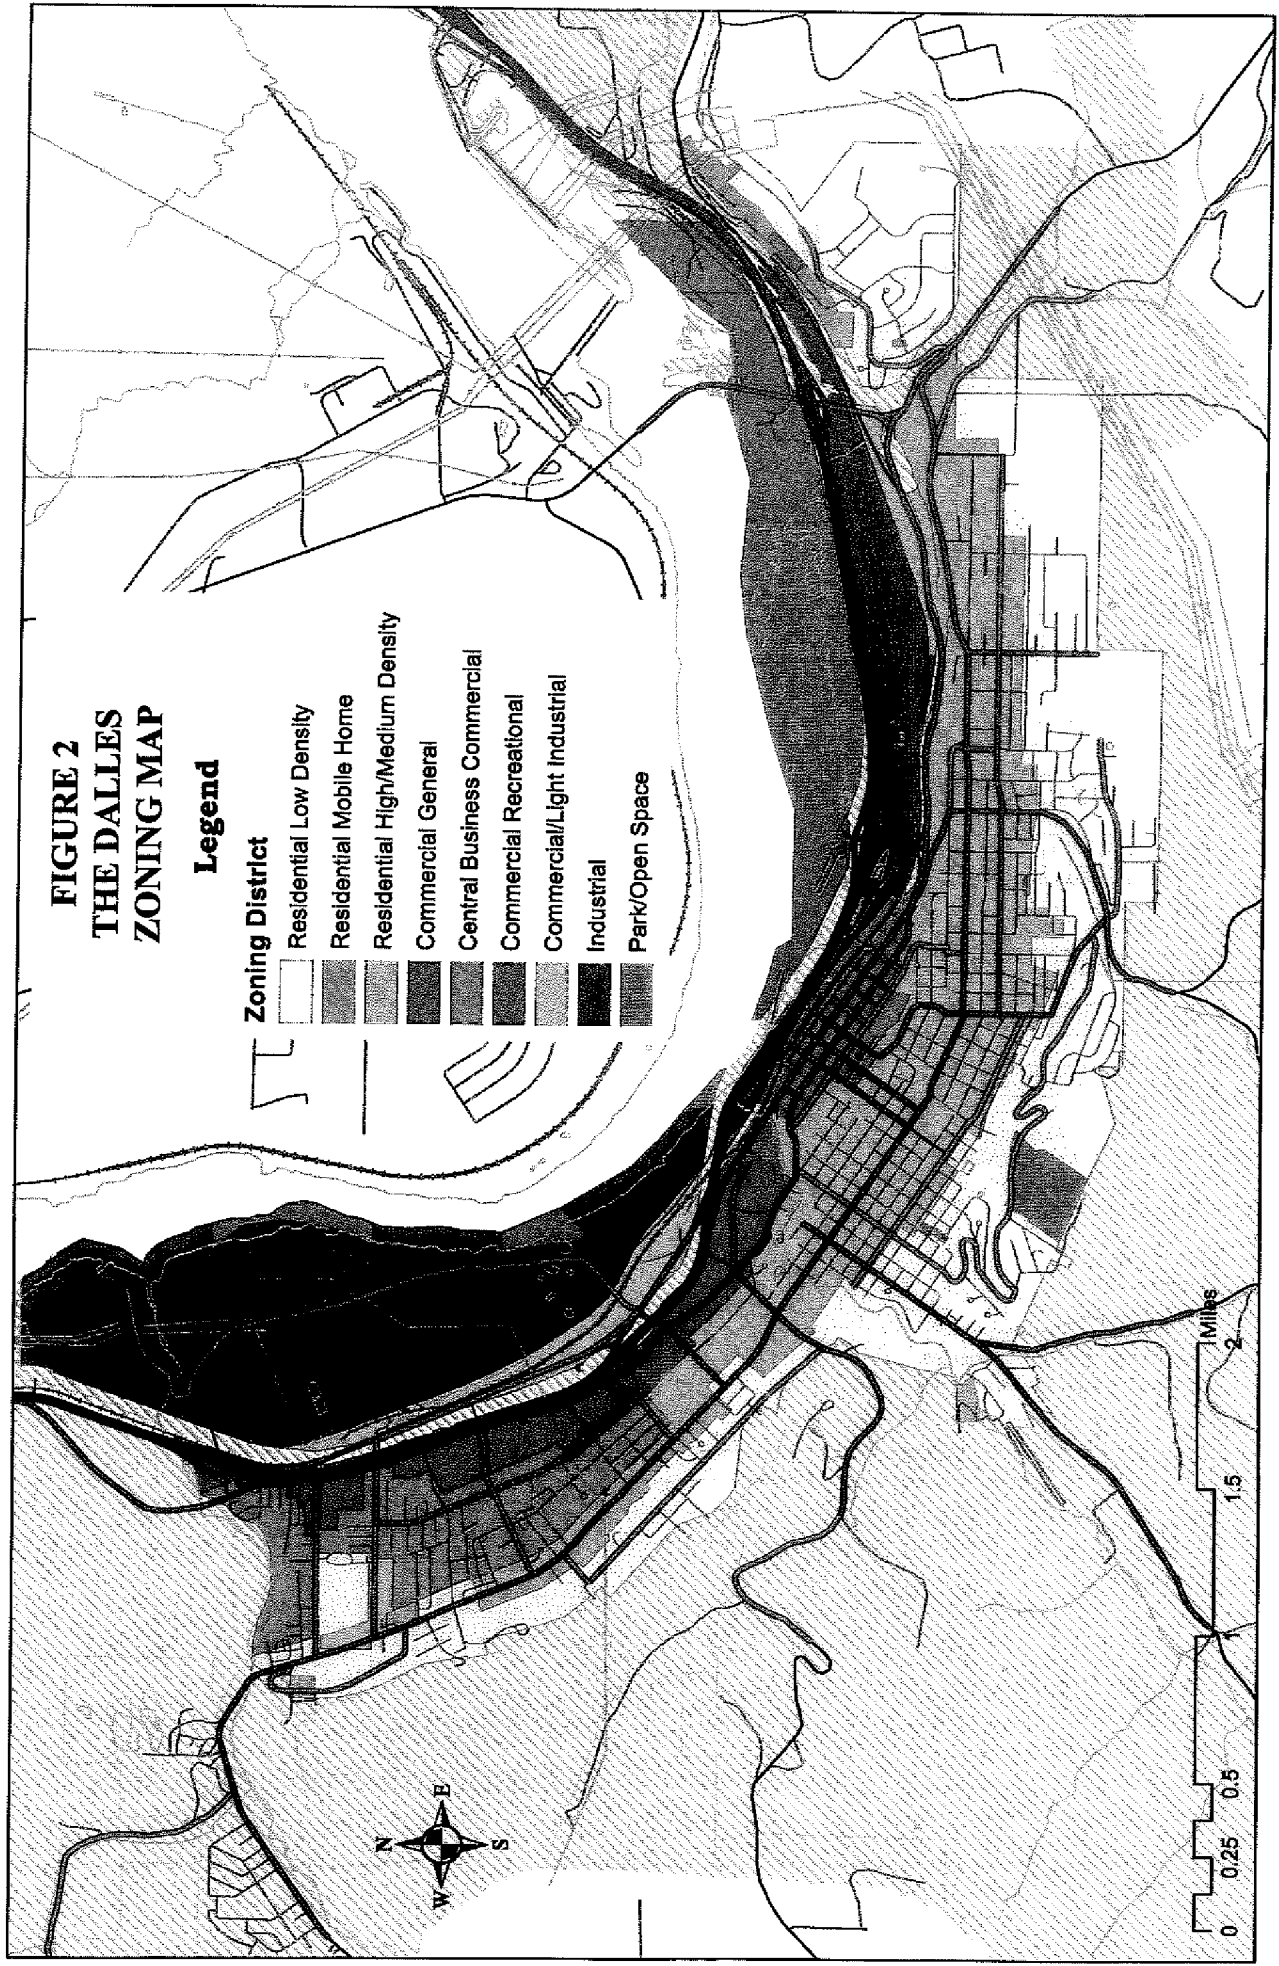 FIGURE 2
THE DALLES
ZONING MAP
Legend
Zoning District
Residential Low Density
Residential Mobile Home
Residential High/Medium Density
Commercial General
Central Business Commercial
Commercial Recreational
Commercial/Light Industrial
Industrial
Park/Open Space
N
W
E
S
0
0.25
0.5
1
1.5
2
Miles